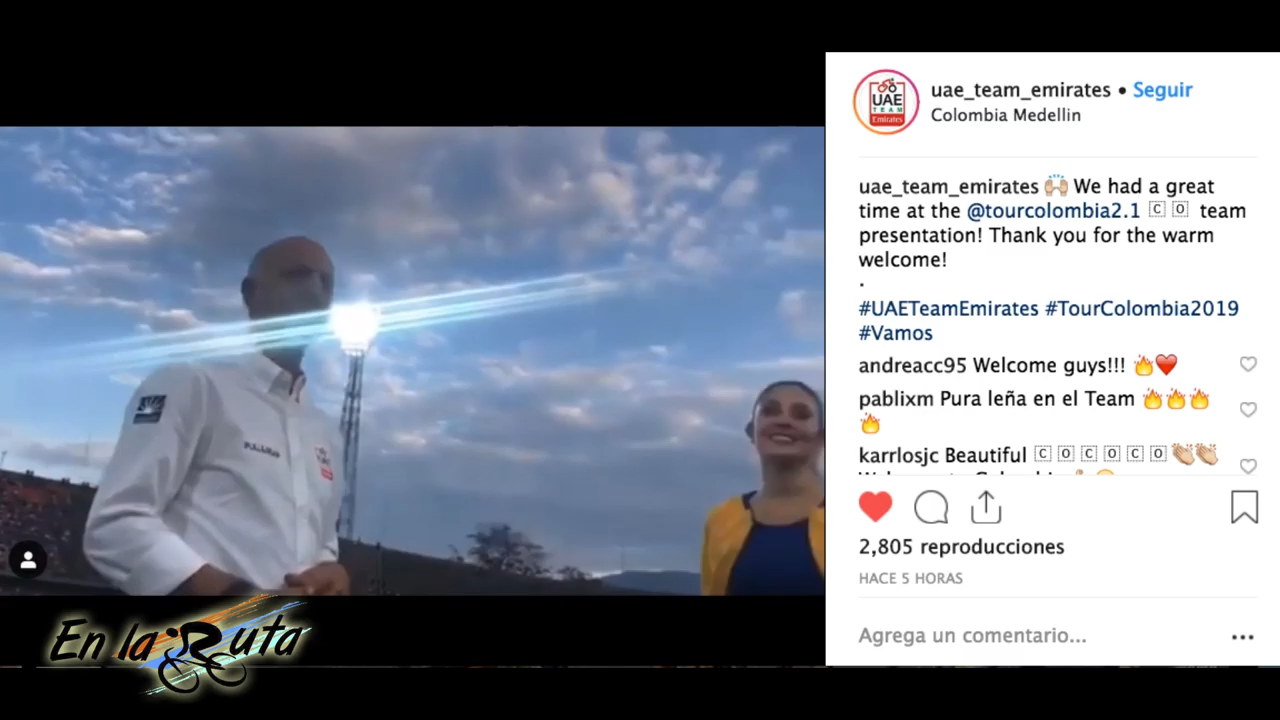 uae_team_emirates • Seguir
Colombia Medellin
UAE
TEAM
Emirates
uae_team_emirates 🙌🏼 We had a great
time at the @tourcolombia2.1 🇨 🇴 team
presentation! Thank you for the warm
welcome!
.
#UAETeamEmirates #TourColombia2019
#Vamos
andreacc95 Welcome guys!!! 🔥❤️
pablixm Pura leña en el Team 🔥🔥🔥
🔥
karrlosjc Beautiful 🇨 🇴 🇨 🇴 🇨 🇴 👏🏼👏🏼
2,805 reproducciones
HACE 5 HORAS
Agrega un comentario...
En la Ruta